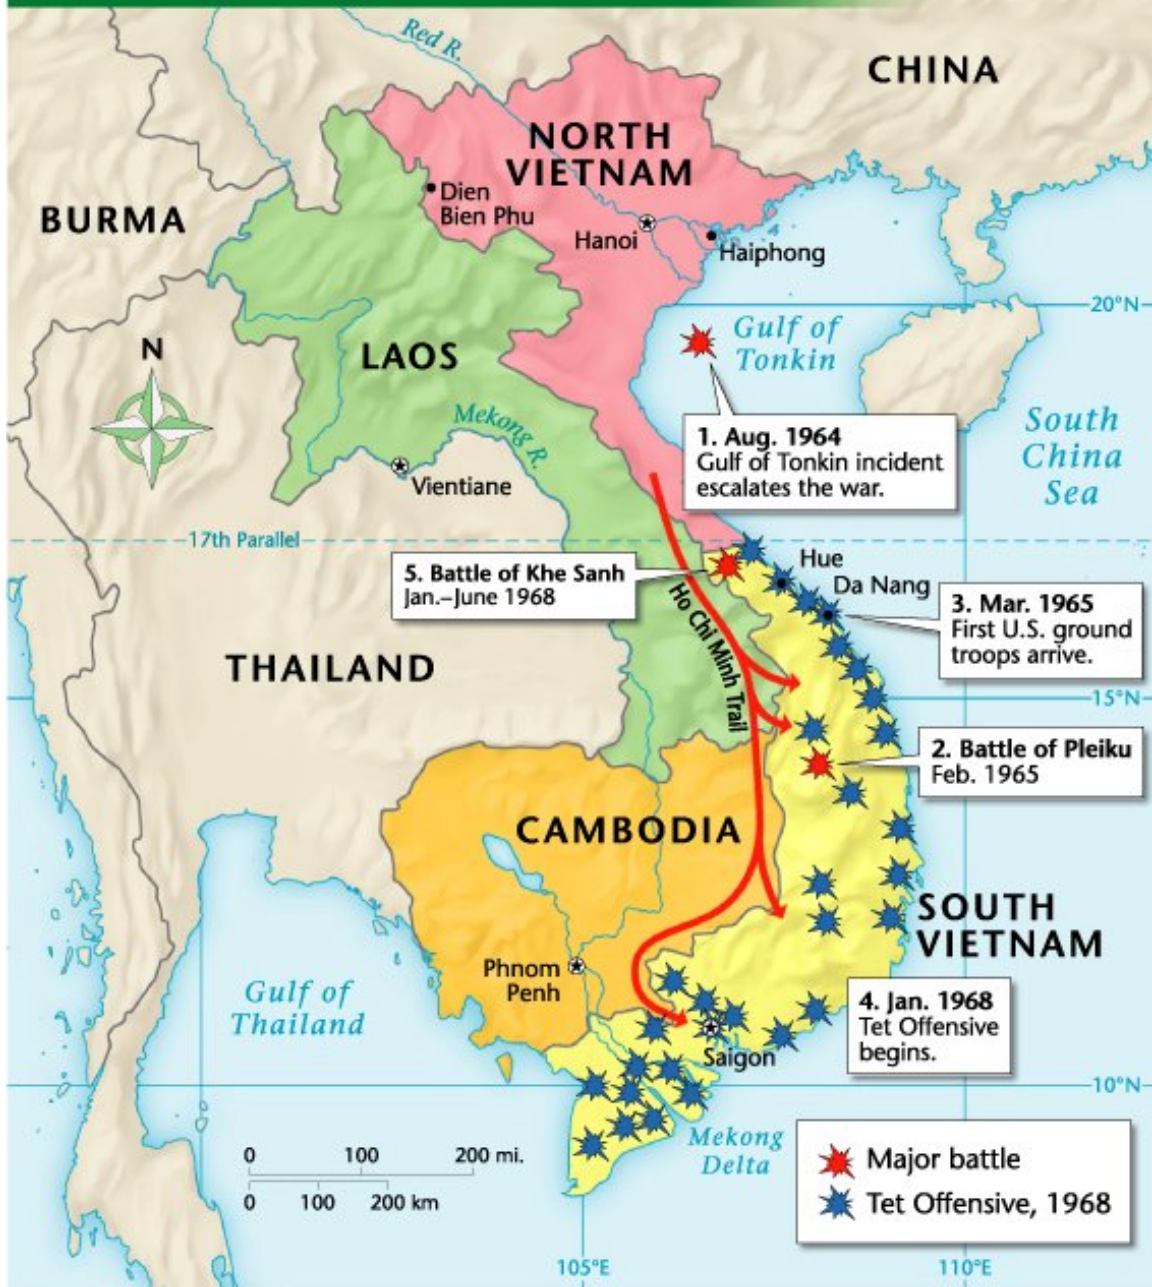 Red R.
CHINA
NORTH
VIETNAM
Dien
Bien Phu
BURMA
Hanoi
Haiphong
20°N
Gulf of
Tonkin
N
LAOS
Mekong R.
South
China
Sea
1. Aug. 1964
Gulf of Tonkin incident
escalates the war.
Vientiane
17th Parallel
Hue
5. Battle of Khe Sanh
Jan.–June 1968
Da Nang
3. Mar. 1965
First U.S. ground
troops arrive.
Ho Chi Minh Trail
THAILAND
15°N
2. Battle of Pleiku
Feb. 1965
CAMBODIA
SOUTH
VIETNAM
Phnom
Penh
Gulf of
Thailand
4. Jan. 1968
Tet Offensive
begins.
Saigon
10°N
Mekong
Delta
0 100 200 mi.
0 100 200 km
Major battle
Tet Offensive, 1968
105°E
110°E